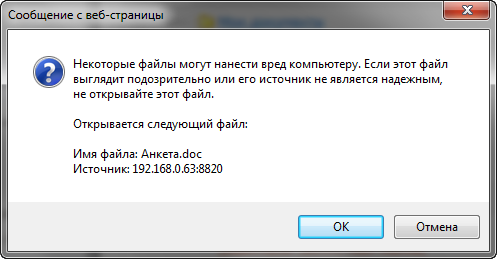 Сообщение с веб-страницы
Некоторые файлы могут нанести вред компьютеру. Если этот файл
выглядит подозрительно или его источник не является надежным,
не открывайте этот файл.
Открывается следующий файл:
Имя файла: Анкета.doc
Источник: 192.168.0.63:8820
OK
Отмена